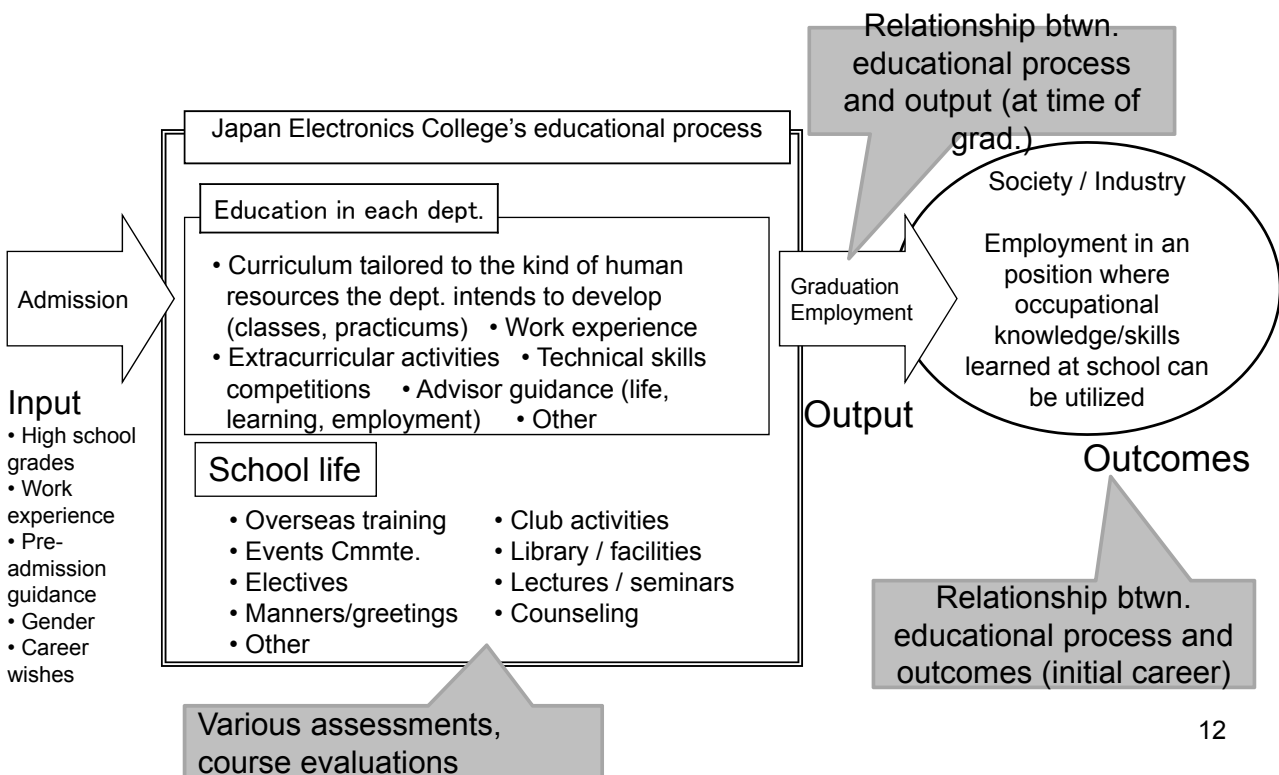 Relationship btwn.
educational process
and output (at time of
grad.)
Japan Electronics College’s educational process
Education in each dept.
• Curriculum tailored to the kind of human
resources the dept. intends to develop
(classes, practicums) • Work experience
• Extracurricular activities • Technical skills
competitions • Advisor guidance (life,
learning, employment) • Other
School life
• Overseas training
• Events Cmmte.
• Electives
• Manners/greetings
• Other
• Club activities
• Library / facilities
• Lectures / seminars
• Counseling
Admission
Input
• High school
grades
• Work
experience
• Pre-
admission
guidance
• Gender
• Career
wishes
Graduation
Employment
Output
Society / Industry
Employment in an
position where
occupational
knowledge/skills
learned at school can
be utilized
Outcomes
Relationship btwn.
educational process and
outcomes (initial career)
Various assessments,
course evaluations
12